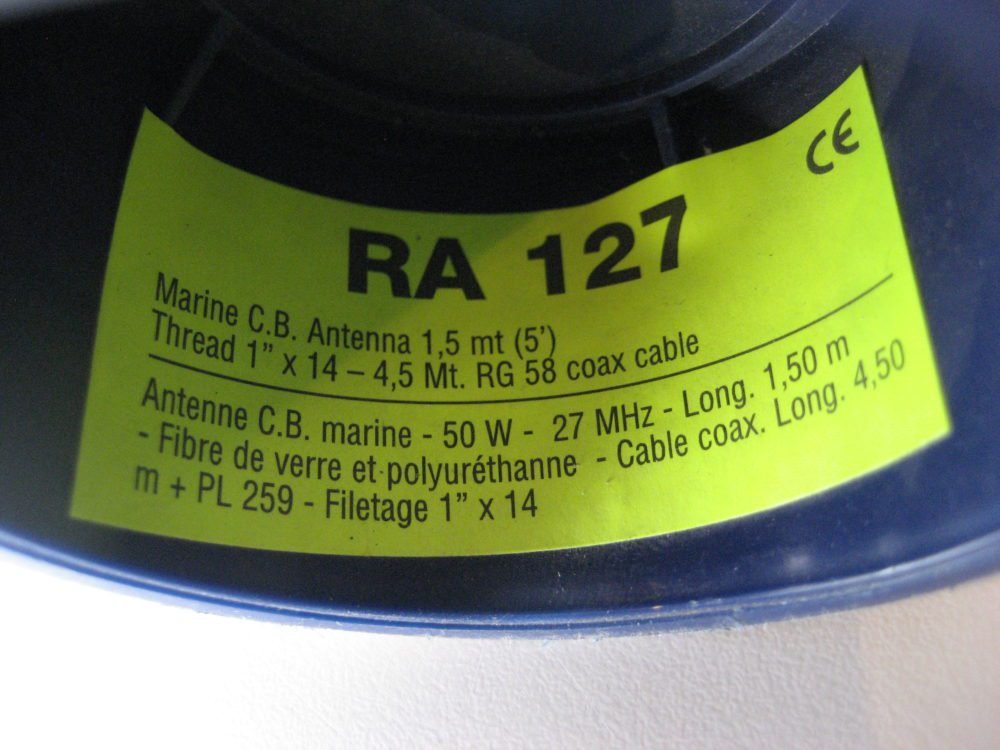 CE
RA 127
Marine C.B. Antenna 1,5 mt (5')
Thread 1” x 14 – 4,5 Mt. RG 58 coax cable
Antenne C.B. marine - 50 W - 27 MHz - Long. 1,50 m
- Fibre de verre et polyuréthanne - Cable coax. Long. 4,50
m + PL 259 - Filetage 1” x 14